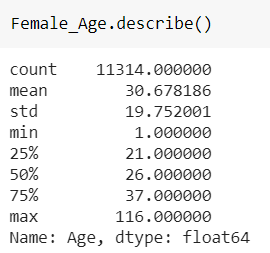 Female_Age.describe()
count 11314.000000
mean 30.678186
std 19.752001
min 1.000000
25% 21.000000
50% 26.000000
75% 37.000000
max 116.000000
Name: Age, dtype: float64